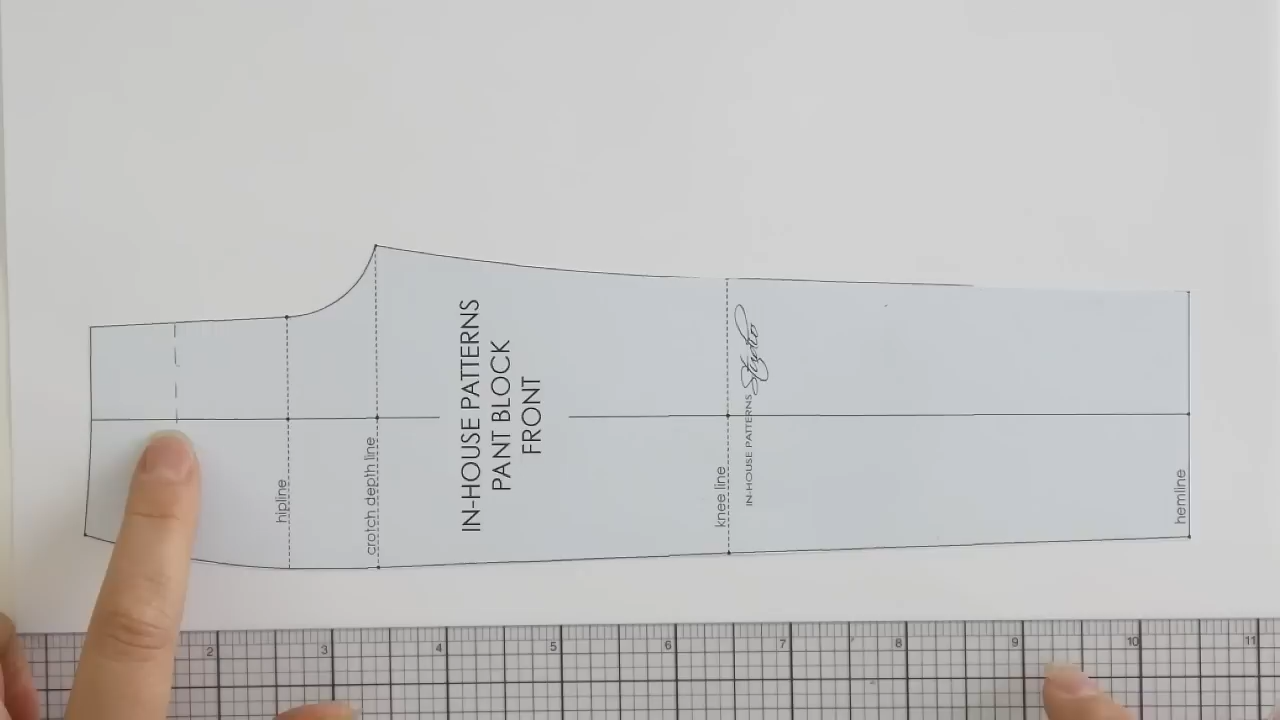 IN-HOUSE PATTERNS
PANT BLOCK
FRONT
hipline
crotch depth line
knee line
IN-HOUSE PATTERNS Studio
hemline
2
3
4
5
6
7
8
9
10
11